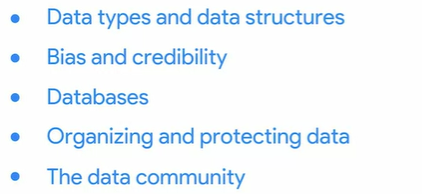 • Data types and data structures
• Bias and credibility
• Databases
• Organizing and protecting data
• The data community